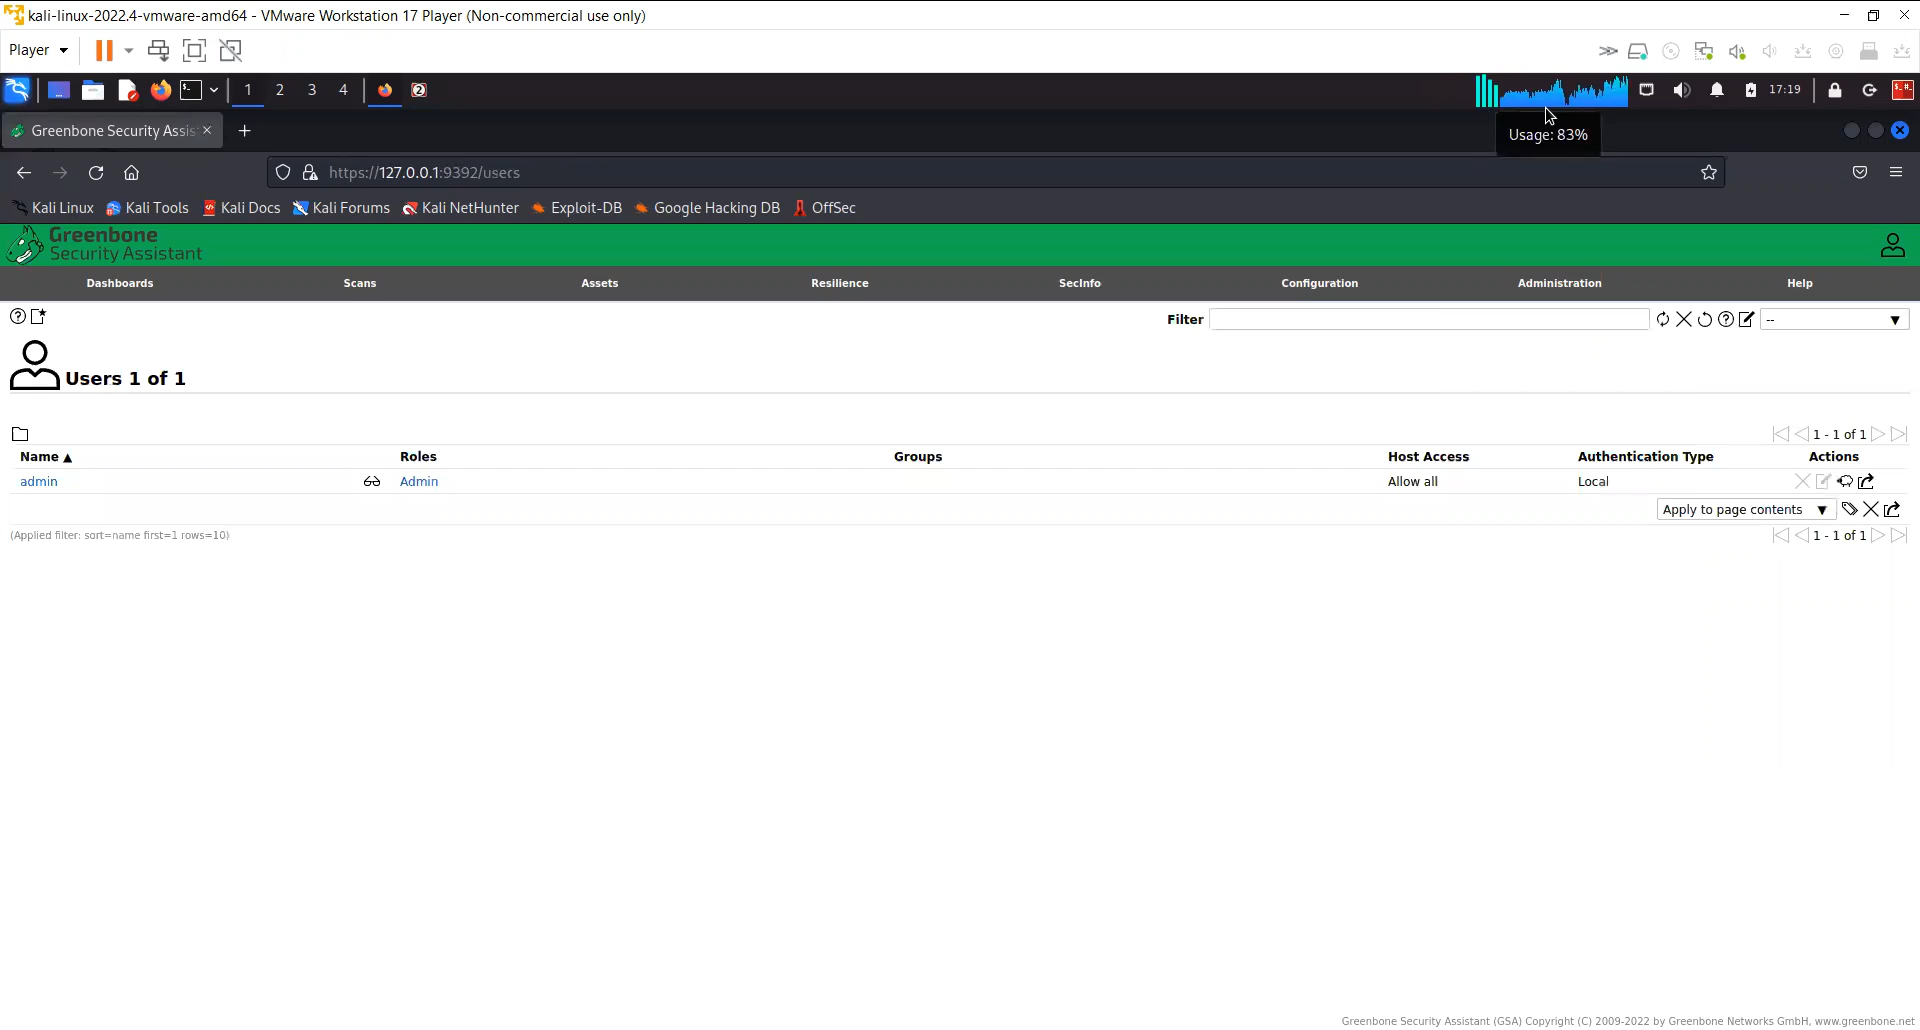 kali-linux-2022.4-vmware-amd64 - VMware Workstation 17 Player (Non-commercial use only)
Player
1 2 3 4 17:19
Greenbone Security Assis
Usage: 83%
https://127.0.0.1:9392/users
Kali Linux Kali Tools Kali Docs Kali Forums Kali NetHunter Exploit-DB Google Hacking DB OffSec
Greenbone
Security Assistant
Dashboards Scans Assets Resilience SecInfo Configuration Administration Help
Filter --
Users 1 of 1
1 - 1 of 1
Name ▲ Roles Groups Host Access Authentication Type Actions
admin Admin Allow all Local
Apply to page contents ▼
(Applied filter: sort=name first=1 rows=10) 1 - 1 of 1
Greenbone Security Assistant (GSA) Copyright (C) 2009-2022 by Greenbone Networks GmbH, www.greenbone.net